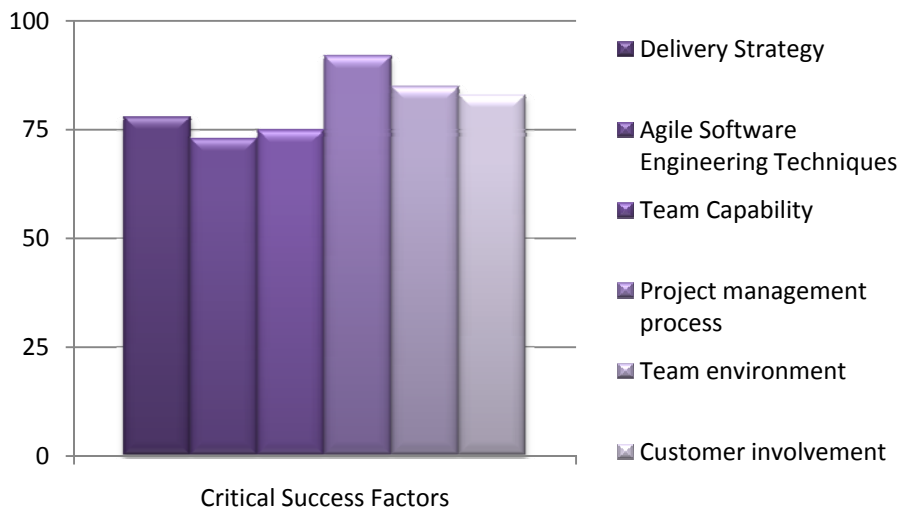 100
75
50
25
0
Critical Success Factors
Delivery Strategy
Agile Software
Engineering Techniques
Team Capability
Project management
process
Team environment
Customer involvement